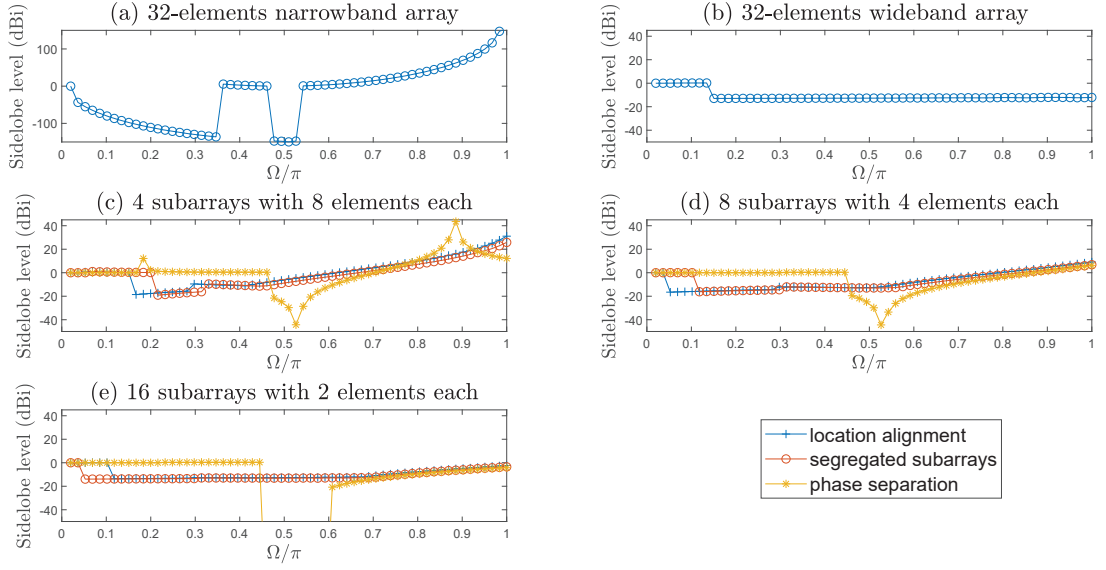 (a) 32-elements narrowband array
Sidelobe level (dBi)
100
0
-100
0 0.1 0.2 0.3 0.4 0.5 0.6 0.7 0.8 0.9 1
Ω/π
(b) 32-elements wideband array
Sidelobe level (dBi)
40
20
0
-20
-40
0 0.1 0.2 0.3 0.4 0.5 0.6 0.7 0.8 0.9 1
Ω/π
(c) 4 subarrays with 8 elements each
Sidelobe level (dBi)
40
20
0
-20
-40
0 0.1 0.2 0.3 0.4 0.5 0.6 0.7 0.8 0.9 1
Ω/π
(d) 8 subarrays with 4 elements each
Sidelobe level (dBi)
40
20
0
-20
-40
0 0.1 0.2 0.3 0.4 0.5 0.6 0.7 0.8 0.9 1
Ω/π
(e) 16 subarrays with 2 elements each
Sidelobe level (dBi)
40
20
0
-20
-40
0 0.1 0.2 0.3 0.4 0.5 0.6 0.7 0.8 0.9 1
Ω/π
location alignment
segregated subarrays
phase separation